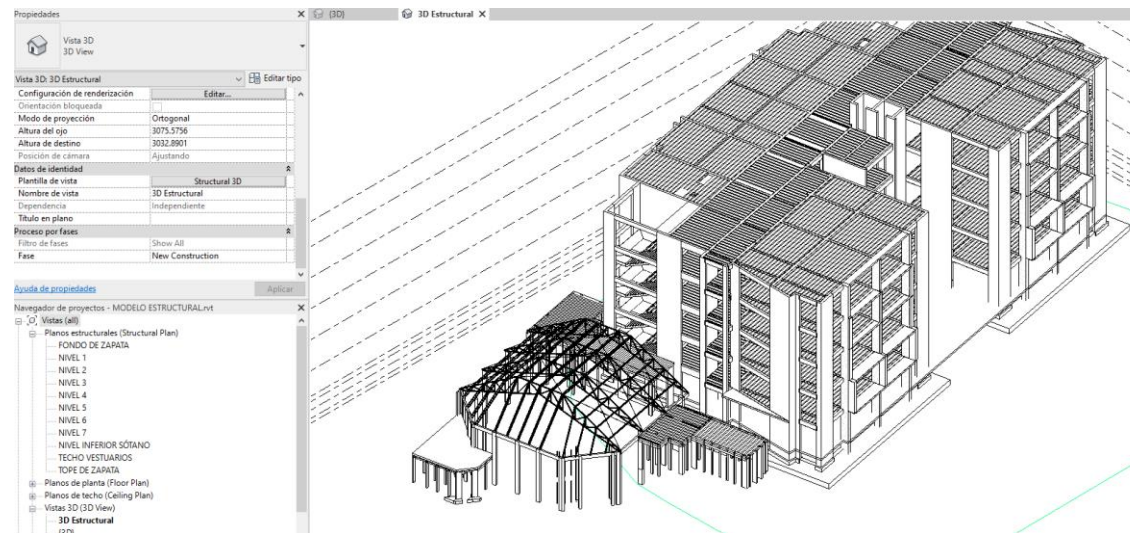 Propiedades
{3D}
3D Estructural
Vista 3D
3D View
Vista 3D: 3D Estructural
Editar tipo
Configuración de renderización
Editar...
Orientación bloqueada
Modo de proyección
Ortogonal
Altura del ojo
3075.5756
Altura de destino
3032.8901
Posición de cámara
Ajustando
Datos de identidad
Plantilla de vista
Structural 3D
Nombre de vista
3D Estructural
Dependencia
Independiente
Título en plano
Proceso por fases
Filtro de fases
Show All
Fase
New Construction
Ayuda de propiedades
Aplicar
Navegador de proyectos - MODELO ESTRUCTURAL.rvt
Vistas (all)
Planos estructurales (Structural Plan)
FONDO DE ZAPATA
NIVEL 1
NIVEL 2
NIVEL 3
NIVEL 4
NIVEL 5
NIVEL 6
NIVEL 7
NIVEL INFERIOR SÓTANO
TECHO VESTUARIOS
TOPE DE ZAPATA
Planos de planta (Floor Plan)
Planos de techo (Ceiling Plan)
Vistas 3D (3D View)
3D Estructural
{3D}